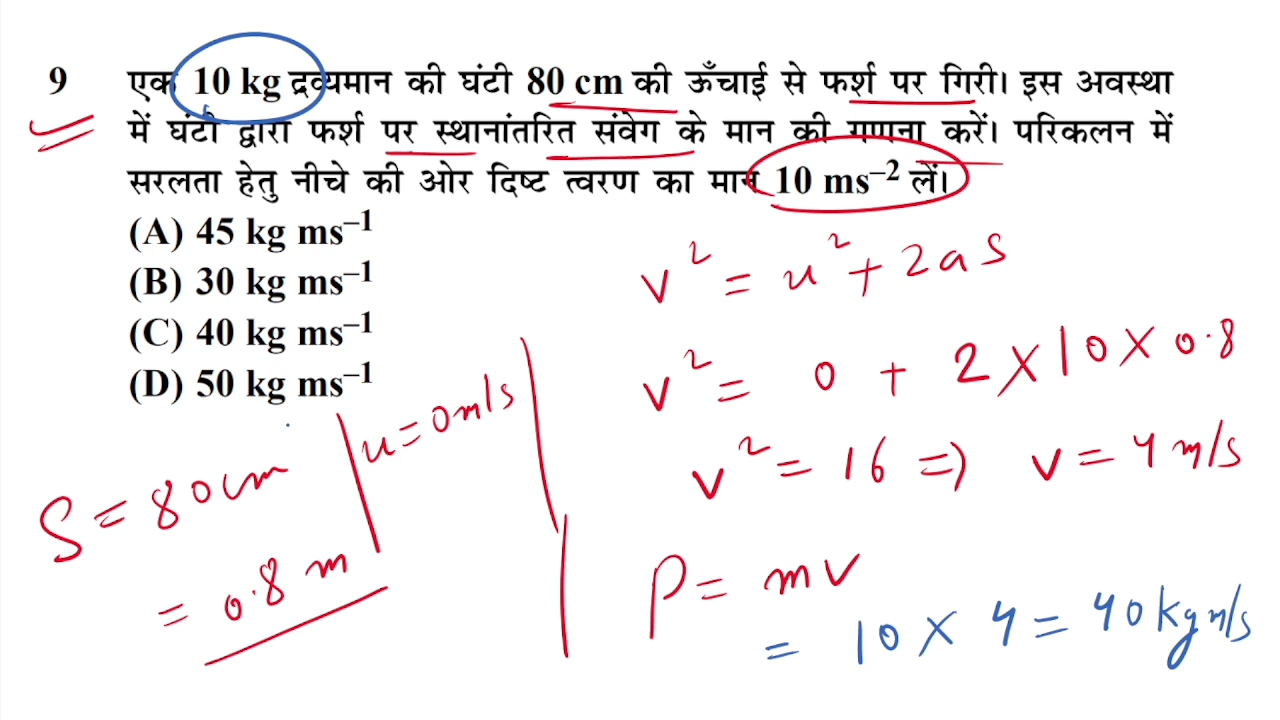 9 एक 10 kg द्रव्यमान की घंटी 80 cm की ऊँचाई से फर्श पर गिरी। इस अवस्था
में घंटी द्वारा फर्श पर स्थानांतरित संवेग के मान की गणना करें। परिकलन में
सरलता हेतु नीचे की ओर दिष्ट त्वरण का मान 10 ms⁻² लें।
(A) 45 kg ms⁻¹
(B) 30 kg ms⁻¹
(C) 40 kg ms⁻¹
(D) 50 kg ms⁻¹
S = 80cm
= 0.8 m
u = 0m/s
v² = u² + 2as
v² = 0 + 2 × 10 × 0.8
v² = 16 => v = 4 m/s
P = mv
= 10 × 4 = 40 kg m/s